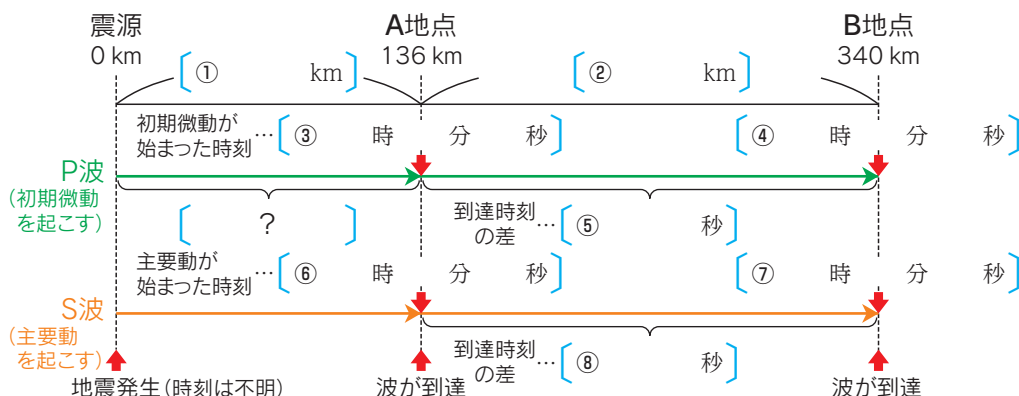 震源 A地点 B地点
0 km 136 km 340 km
〔① km〕 〔② km〕
初期微動が
始まった時刻 …〔③ 時 分 秒〕 〔④ 時 分 秒〕
P波
(初期微動
を起こす)
〔 ? 〕
到達時刻
の差 …〔⑤ 秒〕
主要動が
始まった時刻 …〔⑥ 時 分 秒〕 〔⑦ 時 分 秒〕
S波
(主要動
を起こす)
到達時刻
の差 …〔⑧ 秒〕
地震発生(時刻は不明) 波が到達 波が到達